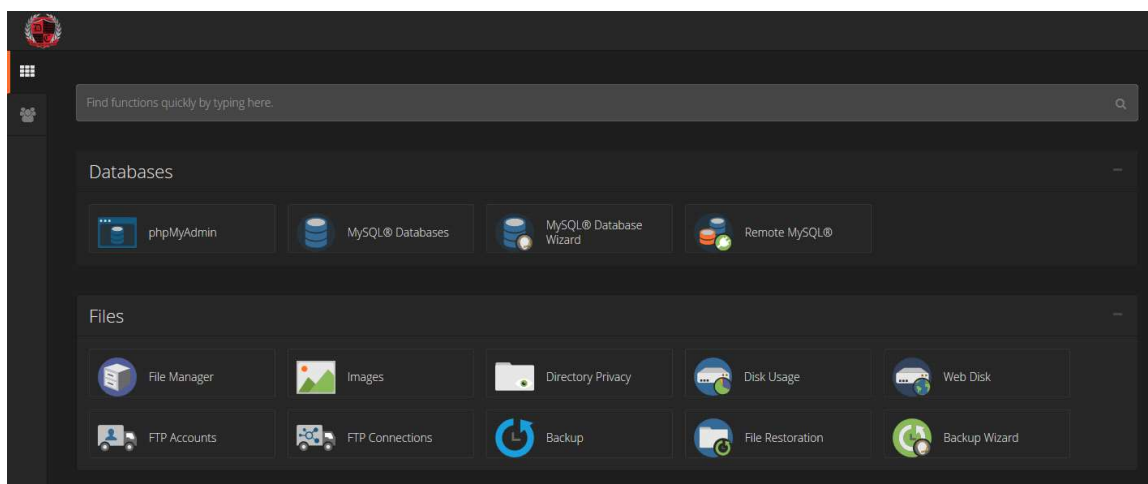 Find functions quickly by typing here.
Databases
phpMyAdmin
MySQL® Databases
MySQL® Database
Wizard
Remote MySQL®
Files
File Manager
Images
Directory Privacy
Disk Usage
Web Disk
FTP Accounts
FTP Connections
Backup
File Restoration
Backup Wizard